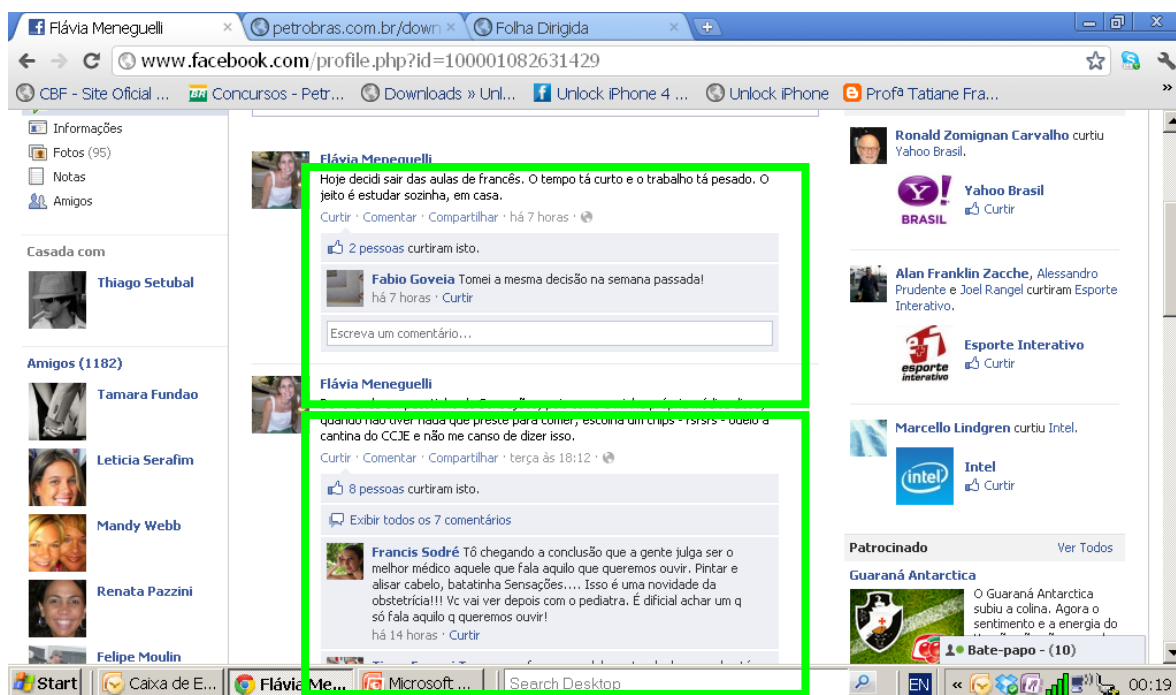 Flávia Meneguelli
petrobras.com.br/down
Folha Dirigida
www.facebook.com/profile.php?id=100001082631429
CBF - Site Oficial ...
BR
Concursos - Petr...
Downloads » Unl...
Unlock iPhone 4 ...
Unlock iPhone
Profª Tatiane Fra...
»
Informações
Fotos (95)
Notas
Amigos
Casada com
Thiago Setubal
Amigos (1182)
Tamara Fundao
Leticia Serafim
Mandy Webb
Renata Pazzini
Felipe Moulin
Flávia Meneguelli
Hoje decidi sair das aulas de francês. O tempo tá curto e o trabalho tá pesado. O
jeito é estudar sozinha, em casa.
Curtir · Comentar · Compartilhar · há 7 horas ·
2 pessoas curtiram isto.
Fabio Goveia Tomei a mesma decisão na semana passada!
há 7 horas · Curtir
Escreva um comentário...
Flávia Meneguelli
quando não tiver nada que preste para comer, escolha um chips - rsrsrs - odeio a
cantina do CCJE e não me canso de dizer isso.
Curtir · Comentar · Compartilhar · terça às 18:12 ·
8 pessoas curtiram isto.
Exibir todos os 7 comentários
Francis Sodré Tô chegando a conclusão que a gente julga ser o
melhor médico aquele que fala aquilo que queremos ouvir. Pintar e
alisar cabelo, batatinha Sensações.... Isso é uma novidade da
obstetrícia!!! Vc vai ver depois com o pediatra. É dificial achar um q
só fala aquilo q queremos ouvir!
há 14 horas · Curtir
Ronald Zomignan Carvalho curtiu
Yahoo Brasil.
Y!
BRASIL
Yahoo Brasil
Curtir
Alan Franklin Zacche, Alessandro
Prudente e Joel Rangel curtiram Esporte
Interativo.
esporte
interativo
Esporte Interativo
Curtir
Marcello Lindgren curtiu Intel.
intel
Intel
Curtir
Patrocinado
Ver Todos
Guaraná Antarctica
O Guaraná Antarctica
subiu a colina. Agora o
sentimento e a energia do
Bate-papo - (10)
Start
Caixa de E...
Flávia Me...
Microsoft ...
Search Desktop
EN
«
00:19